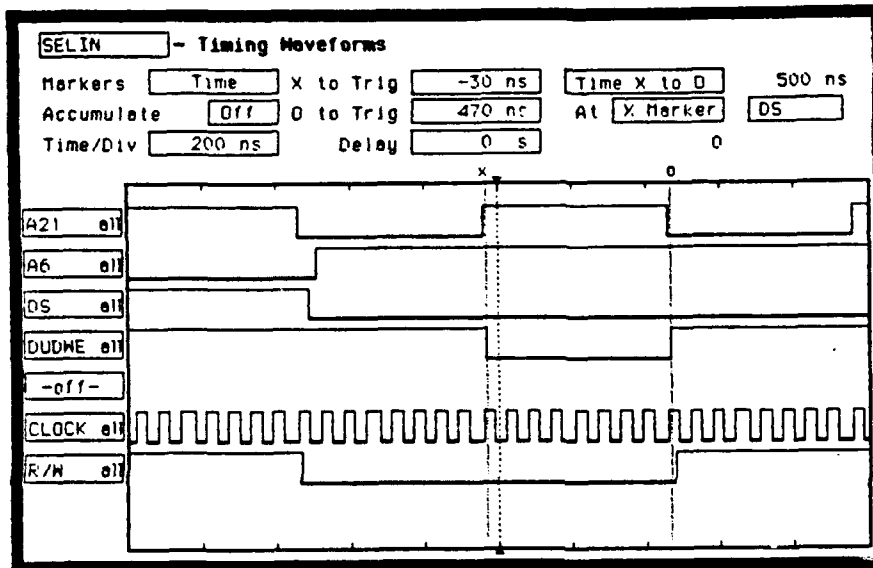 SELIN - Timing Waveforms
Markers Time X to Trig -30 ns Time X to O 500 ns
Accumulate Off O to Trig 470 ns At X Marker DS
Time/Div 200 ns Delay 0 s 0
x o
A21 all
A6 all
DS all
DUDWE all
-off-
CLOCK all
R/W all